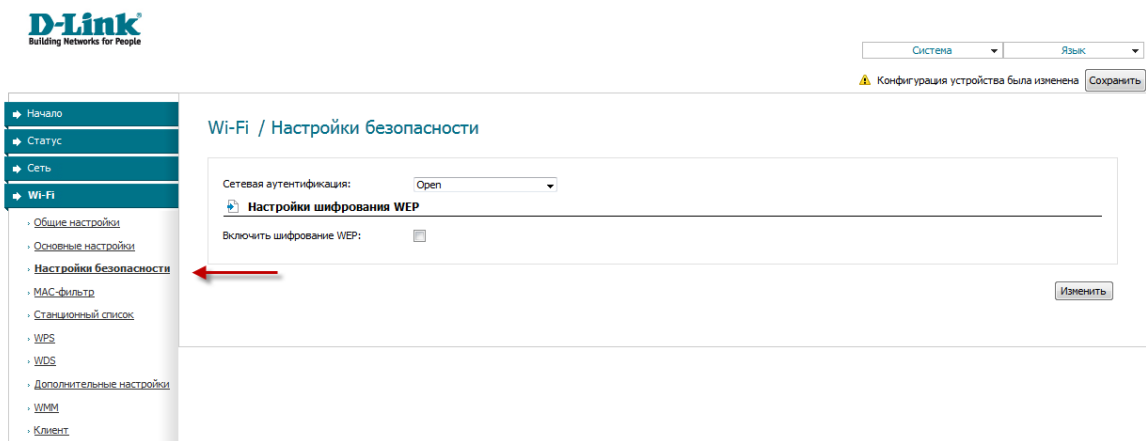 D-Link
Building Networks for People
Система Язык
Конфигурация устройства была изменена Сохранить
Начало
Статус
Сеть
Wi-Fi
Общие настройки
Основные настройки
Настройки безопасности
MAC-фильтр
Станционный список
WPS
WDS
Дополнительные настройки
WMM
Клиент
Wi-Fi / Настройки безопасности
Сетевая аутентификация: Open
Настройки шифрования WEP
Включить шифрование WEP:
Изменить